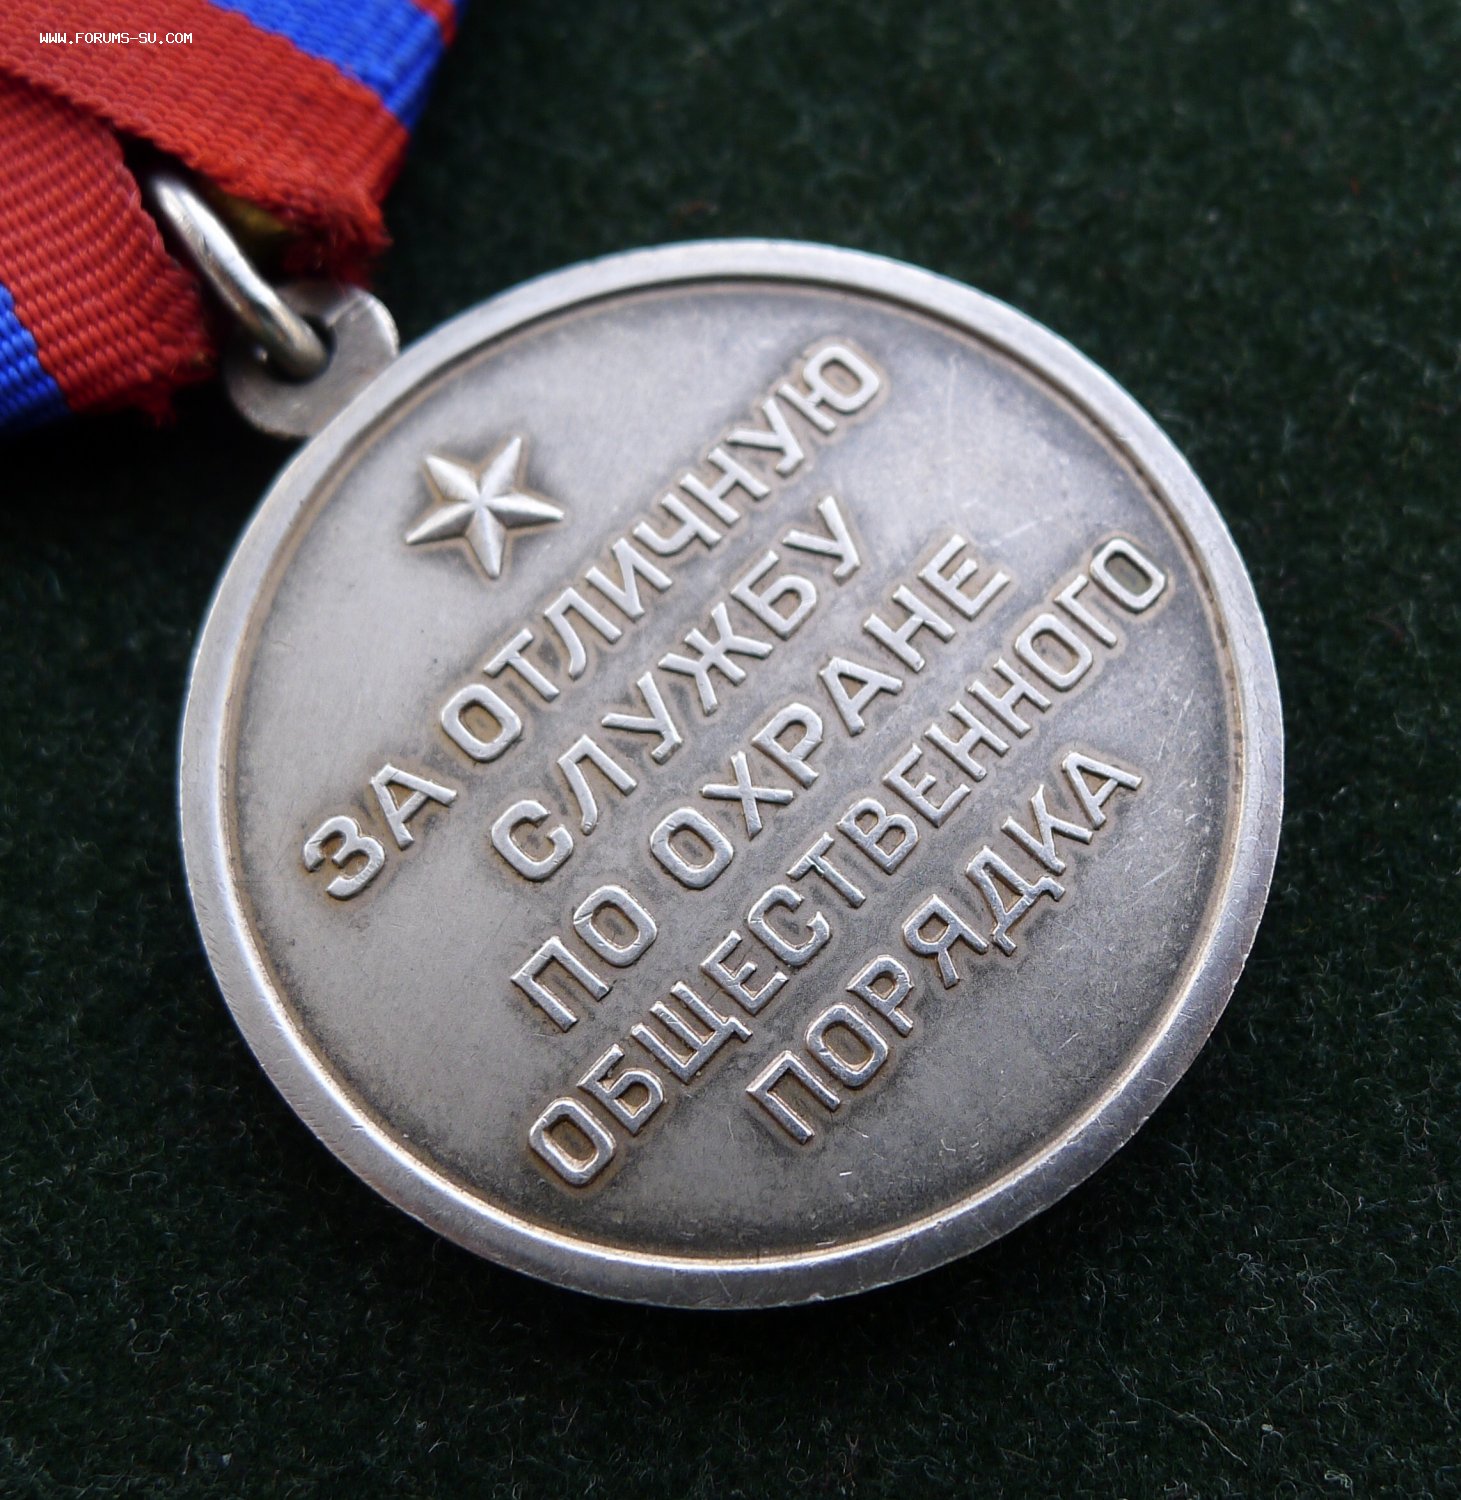 WWW.FORUMS-SU.COM
ЗА ОТЛИЧНУЮ
СЛУЖБУ
ПО ОХРАНЕ
ОБЩЕСТВЕННОГО
ПОРЯДКА